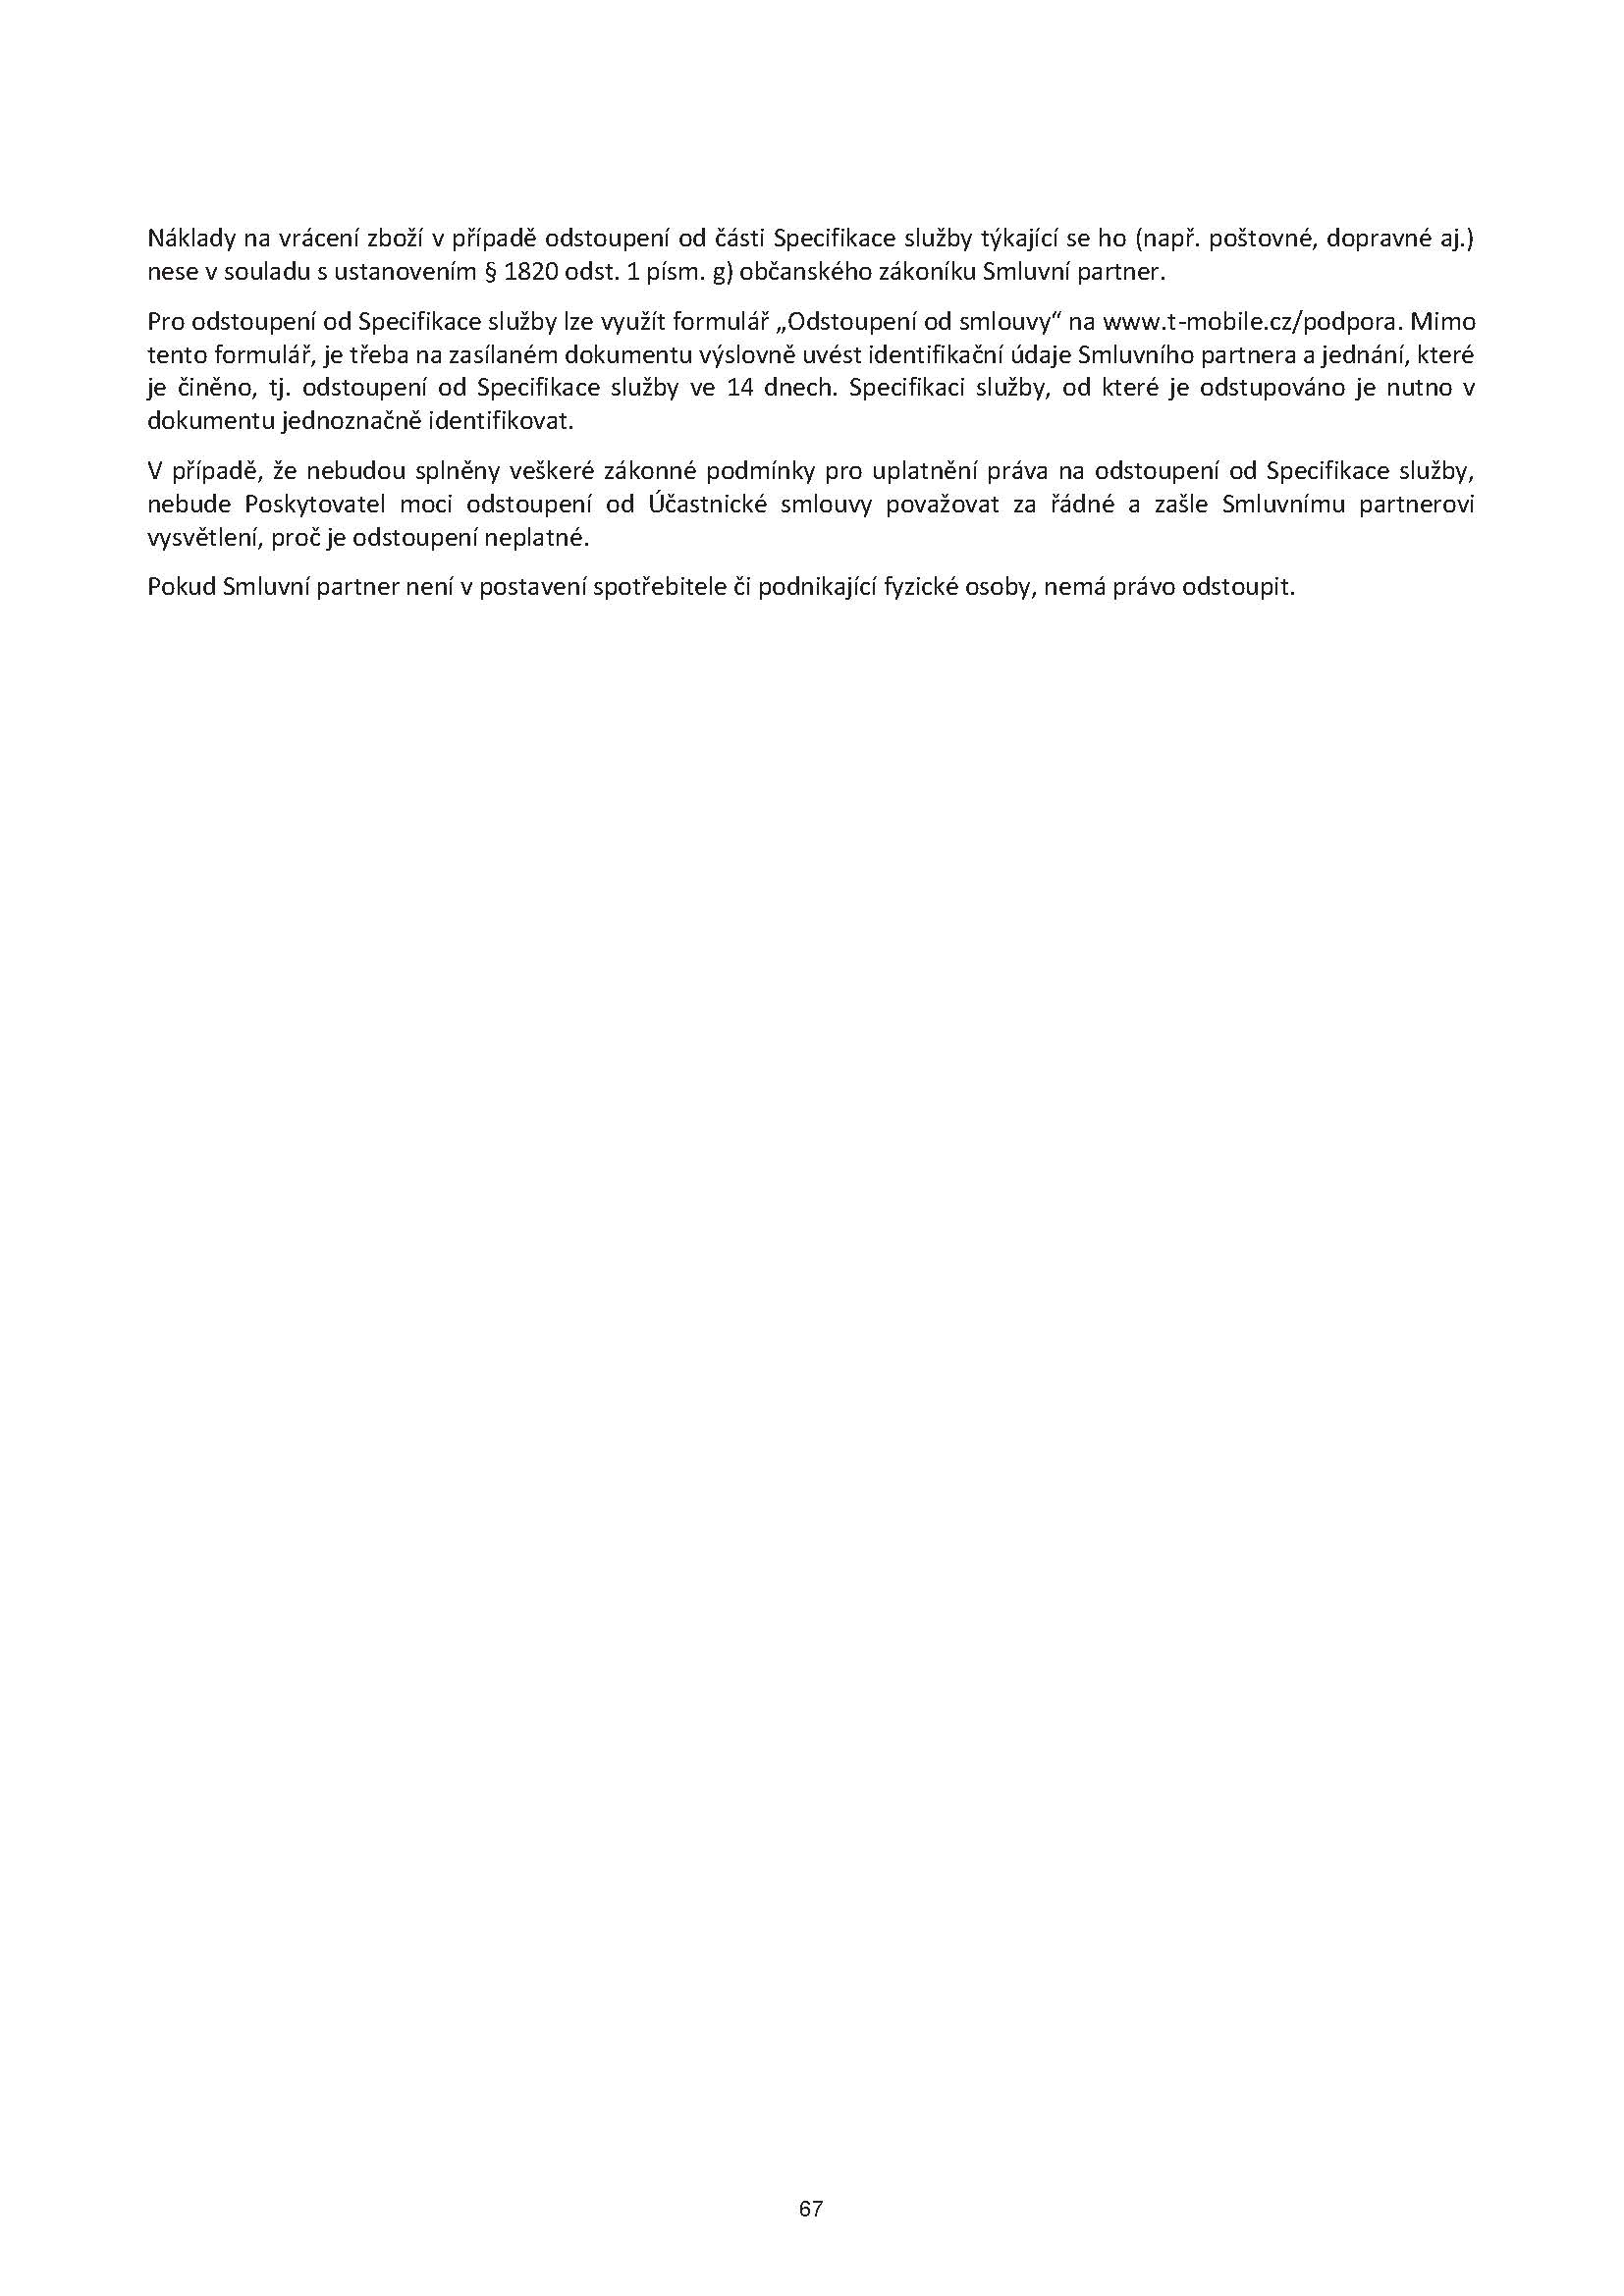 Náklady na vrácení zboží v případě odstoupení od části Specifikace služby týkající se ho (např. poštovné, dopravné aj.)
nese v souladu s ustanovením § 1820 odst. 1 písm. g) občanského zákoníku Smluvní partner.
Pro odstoupení od Specifikace služby lze využít formulář „Odstoupení od smlouvy“ na www.t-mobile.cz/podpora. Mimo
tento formulář, je třeba na zasílaném dokumentu výslovně uvést identifikační údaje Smluvního partnera a jednání, které
je činěno, tj. odstoupení od Specifikace služby ve 14 dnech. Specifikaci služby, od které je odstupováno je nutno v
dokumentu jednoznačně identifikovat.
V případě, že nebudou splněny veškeré zákonné podmínky pro uplatnění práva na odstoupení od Specifikace služby,
nebude Poskytovatel moci odstoupení od Účastnické smlouvy považovat za řádné a zašle Smluvnímu partnerovi
vysvětlení, proč je odstoupení neplatné.
Pokud Smluvní partner není v postavení spotřebitele či podnikající fyzické osoby, nemá právo odstoupit.
67